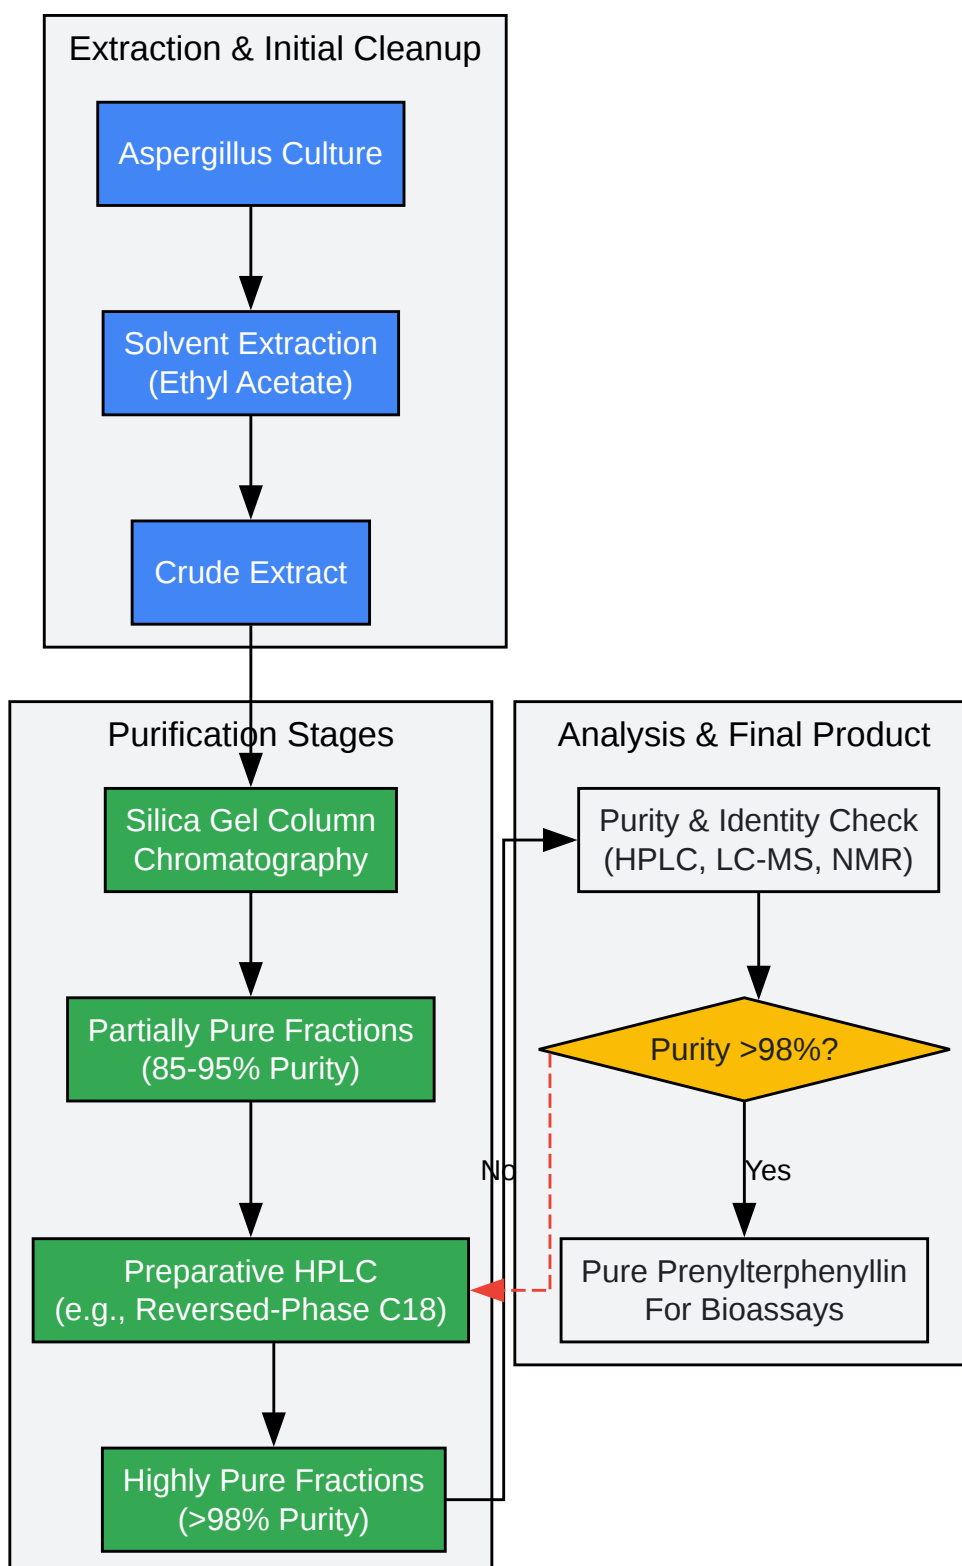 Extraction & Initial Cleanup
Aspergillus Culture
Solvent Extraction
(Ethyl Acetate)
Crude Extract
Purification Stages
Silica Gel Column
Chromatography
Partially Pure Fractions
(85-95% Purity)
Preparative HPLC
(e.g., Reversed-Phase C18)
Highly Pure Fractions
(>98% Purity)
Analysis & Final Product
Purity & Identity Check
(HPLC, LC-MS, NMR)
Purity >98%?
No
Yes
Pure Prenylterphenyllin
For Bioassays